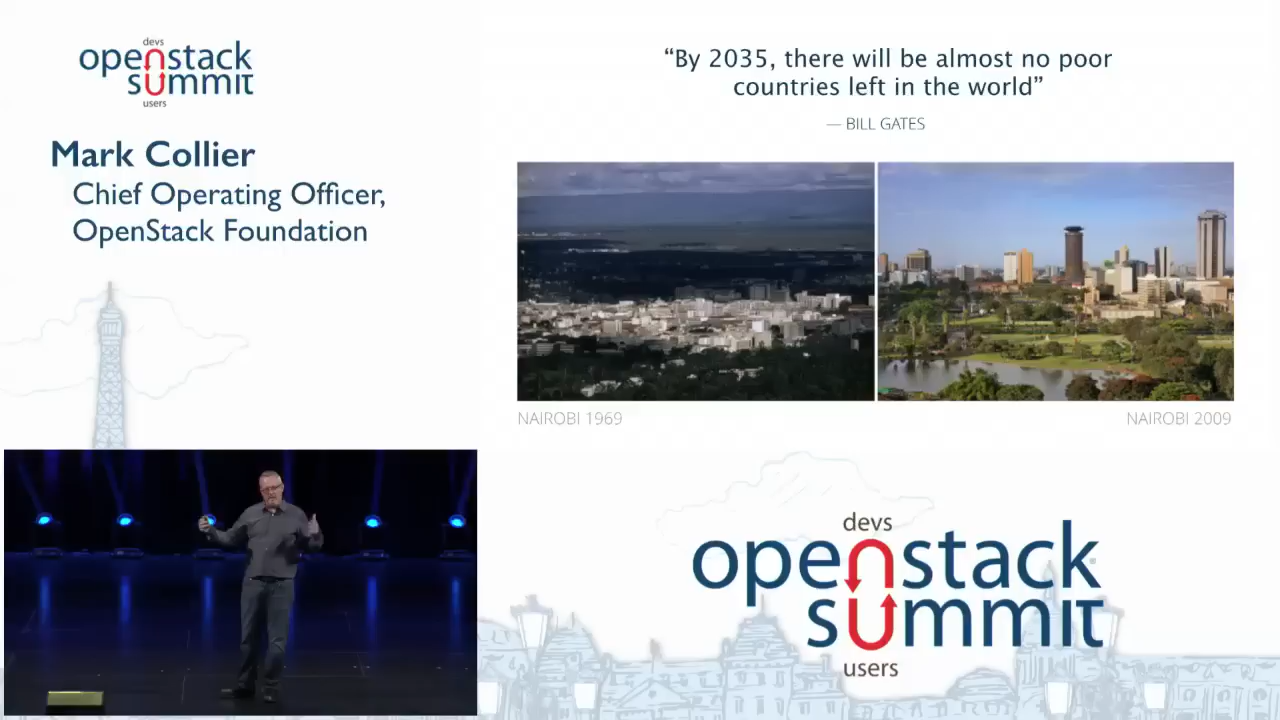 devs
openstack
summit
users
Mark Collier
Chief Operating Officer,
OpenStack Foundation
“By 2035, there will be almost no poor
countries left in the world”
— BILL GATES
NAIROBI 1969
NAIROBI 2009
devs
openstack
summit
users